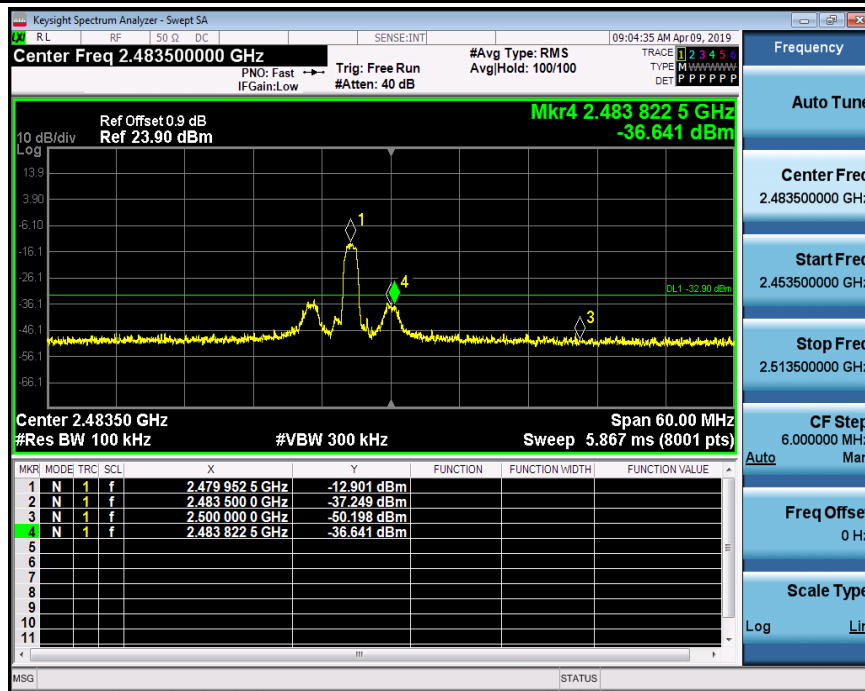 Keysight Spectrum Analyzer - Swept SA
LXI RL RF 50 Ω DC SENSE:INT 09:04:35 AM Apr 09, 2019
Center Freq 2.483500000 GHz
PNO: Fast
IFGain:Low
Trig: Free Run
#Atten: 40 dB
#Avg Type: RMS
Avg|Hold: 100/100
TRACE 1 2 3 4 5 6
TYPE M W W W W W
DET P P P P P P
Ref Offset 0.9 dB
10 dB/div Ref 23.90 dBm
Log
Mkr4 2.483 822 5 GHz
-36.641 dBm
13.9
3.90
-6.10
-16.1
-26.1
-36.1
-46.1
-56.1
-66.1
1
4
3
DL1 -32.90 dBm
Center 2.48350 GHz Span 60.00 MHz
#Res BW 100 kHz #VBW 300 kHz Sweep 5.867 ms (8001 pts)
MKR MODE TRC SCL X Y FUNCTION FUNCTION WIDTH FUNCTION VALUE
1 N 1 f 2.479 952 5 GHz -12.901 dBm
2 N 1 f 2.483 500 0 GHz -37.249 dBm
3 N 1 f 2.500 000 0 GHz -50.198 dBm
4 N 1 f 2.483 822 5 GHz -36.641 dBm
5
6
7
8
9
10
11
MSG STATUS
Frequency
Auto Tune
Center Freq
2.483500000 GHz
Start Freq
2.453500000 GHz
Stop Freq
2.513500000 GHz
CF Step
6.000000 MHz
Auto Man
Freq Offset
0 Hz
Scale Type
Log Lin